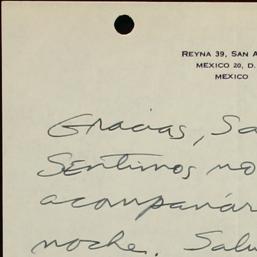 REYNA 39, SAN A
MEXICO 20, D.
MEXICO
Gracias, Sa
Sentimos no
acompañar
noche. Salu